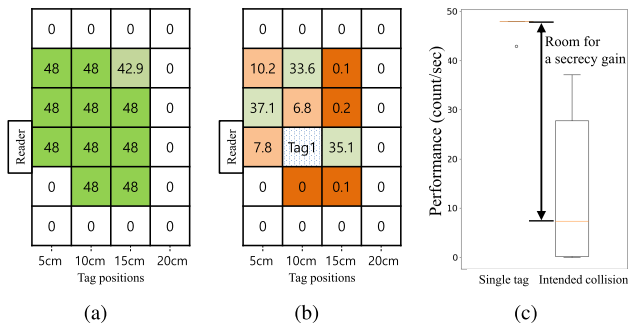 0 0 0 0
48 48 42.9 0
48 48 48 0
48 48 48 0
0 48 48 0
0 0 0 0
Reader
5cm 10cm 15cm 20cm
Tag positions
(a)
0 0 0 0
10.2 33.6 0.1 0
37.1 6.8 0.2 0
7.8 Tag1 35.1 0
0 0 0.1 0
0 0 0 0
Reader
5cm 10cm 15cm 20cm
Tag positions
(b)
Performance (count/sec)
50
40
30
20
10
0
Room for
a secrecy gain
Single tag Intended collision
(c)